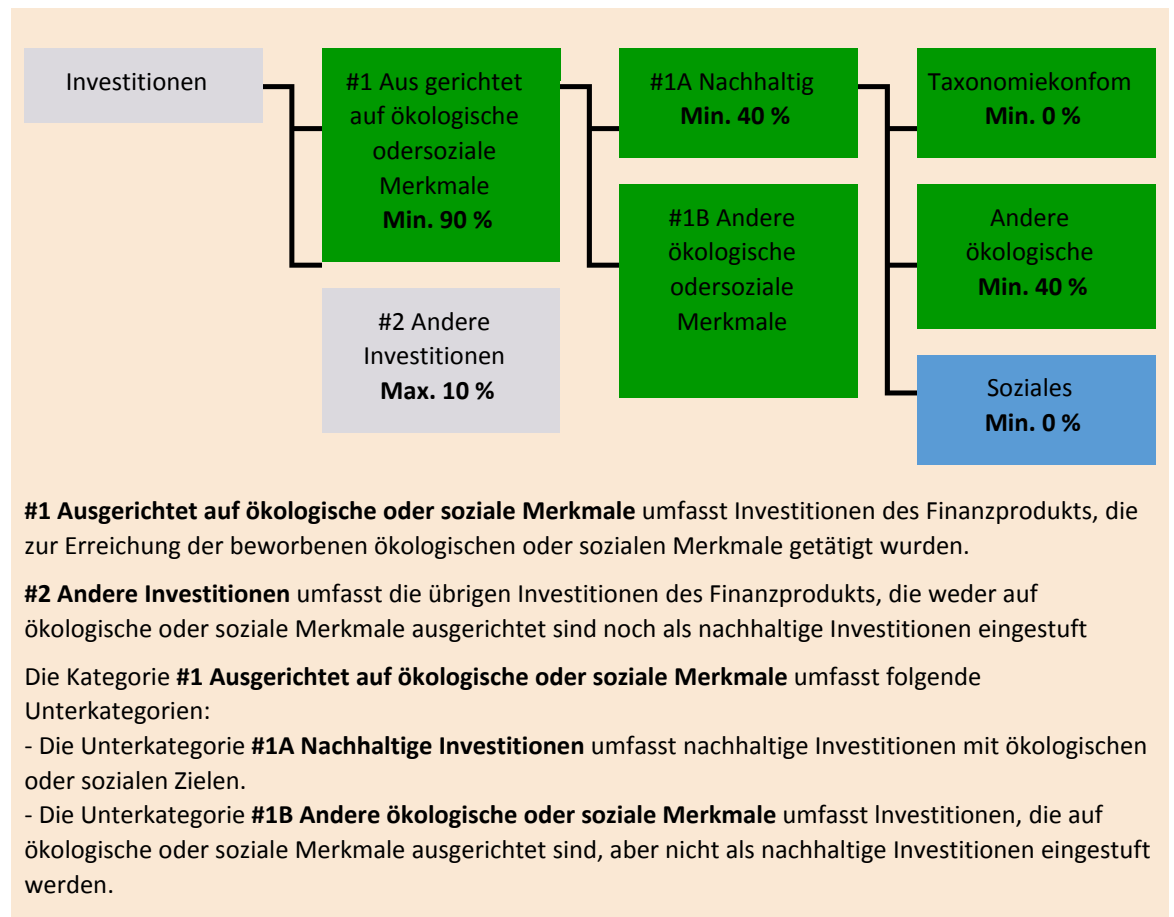 Investitionen
#1 Aus gerichtet
auf ökologische
odersoziale
Merkmale
Min. 90 %
#2 Andere
Investitionen
Max. 10 %
#1A Nachhaltig
Min. 40 %
#1B Andere
ökologische
odersoziale
Merkmale
Taxonomiekonfom
Min. 0 %
Andere
ökologische
Min. 40 %
Soziales
Min. 0 %
#1 Ausgerichtet auf ökologische oder soziale Merkmale umfasst Investitionen des Finanzprodukts, die
zur Erreichung der beworbenen ökologischen oder sozialen Merkmale getätigt wurden.
#2 Andere Investitionen umfasst die übrigen Investitionen des Finanzprodukts, die weder auf
ökologische oder soziale Merkmale ausgerichtet sind noch als nachhaltige Investitionen eingestuft
Die Kategorie #1 Ausgerichtet auf ökologische oder soziale Merkmale umfasst folgende
Unterkategorien:
- Die Unterkategorie #1A Nachhaltige Investitionen umfasst nachhaltige Investitionen mit ökologischen
oder sozialen Zielen.
- Die Unterkategorie #1B Andere ökologische oder soziale Merkmale umfasst lnvestitionen, die auf
ökologische oder soziale Merkmale ausgerichtet sind, aber nicht als nachhaltige Investitionen eingestuft
werden.